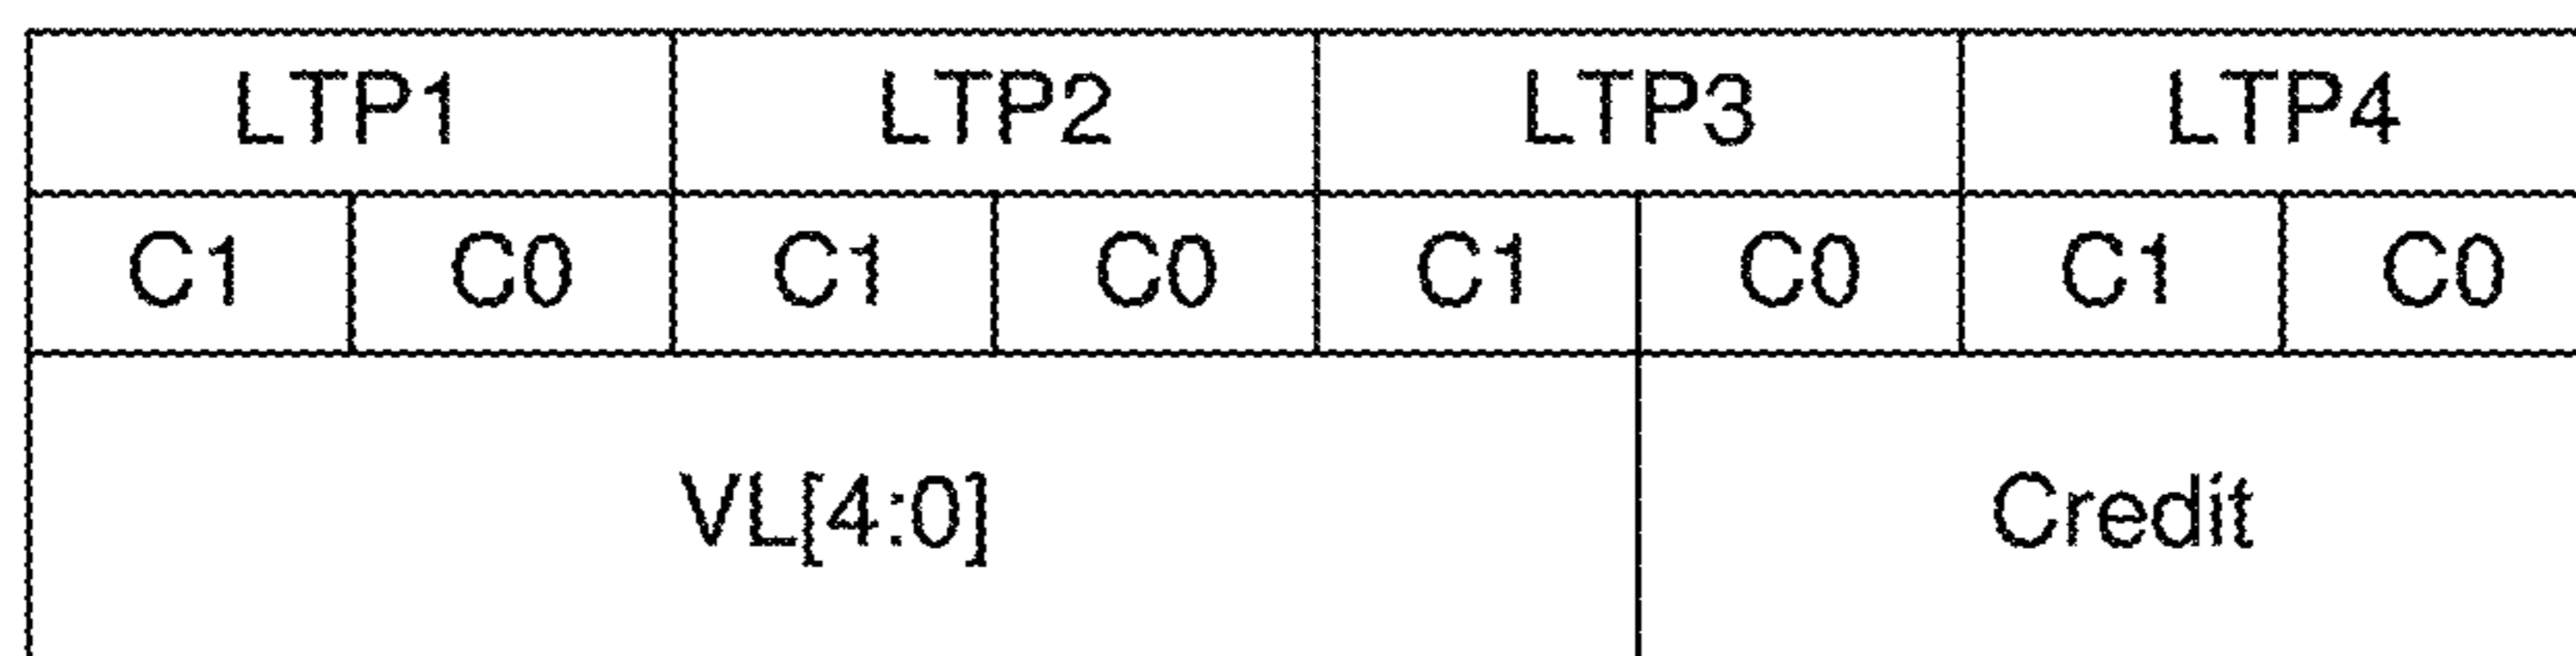 LTP1 LTP2 LTP3 LTP4
C1 C0 C1 C0 C1 C0 C1 C0
VL[4:0] Credit